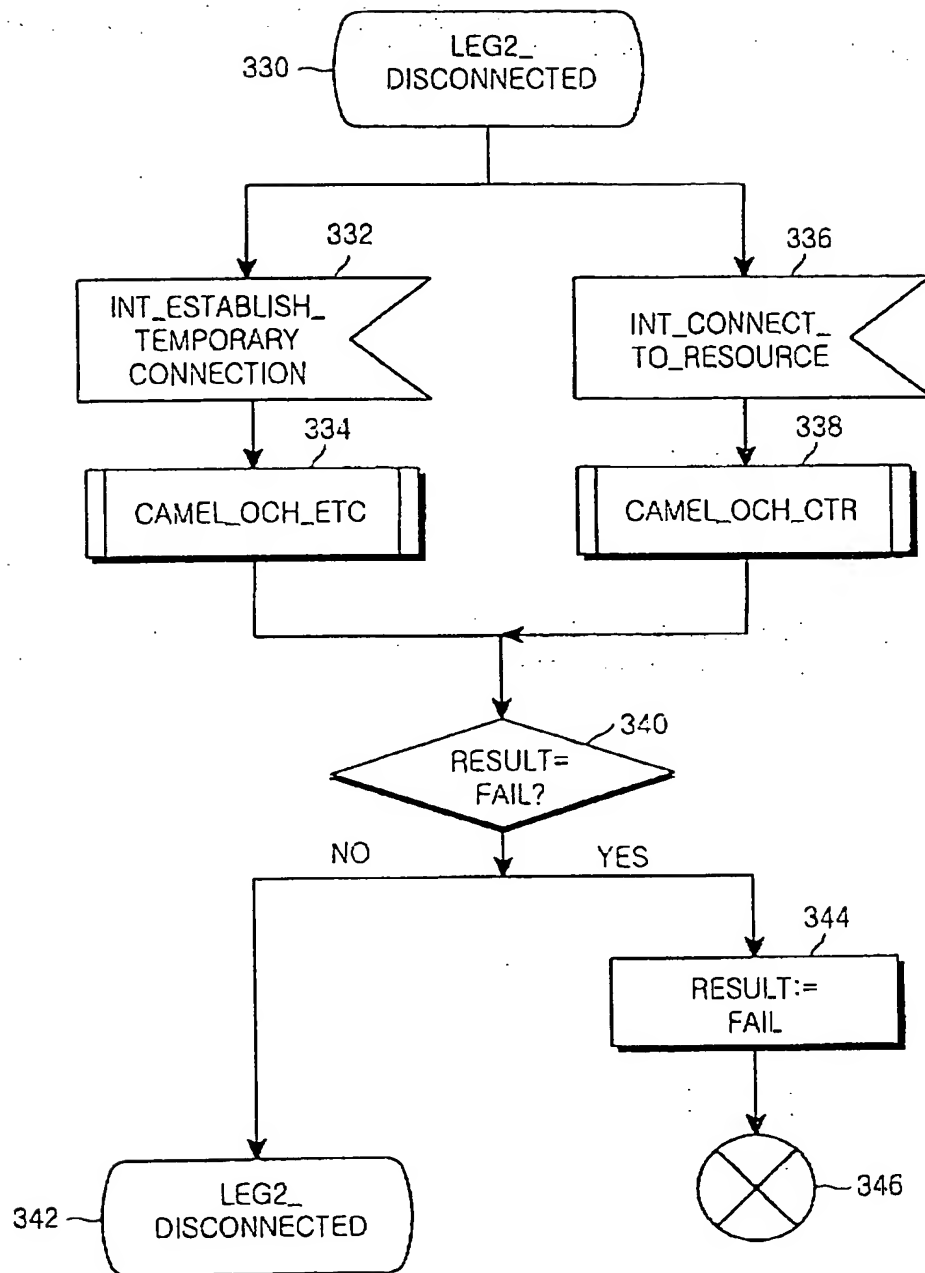 330
LEG2_
DISCONNECTED
332
INT_ESTABLISH_
TEMPORARY
CONNECTION
336
INT_CONNECT_
TO_RESOURCE
334
CAMEL_OCH_ETC
338
CAMEL_OCH_CTR
340
RESULT=
FAIL?
NO
YES
344
RESULT:=
FAIL
342
LEG2_
DISCONNECTED
346